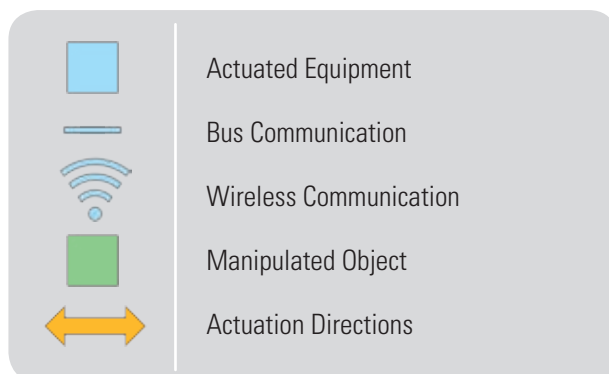 Actuated Equipment
Bus Communication
Wireless Communication
Manipulated Object
Actuation Directions